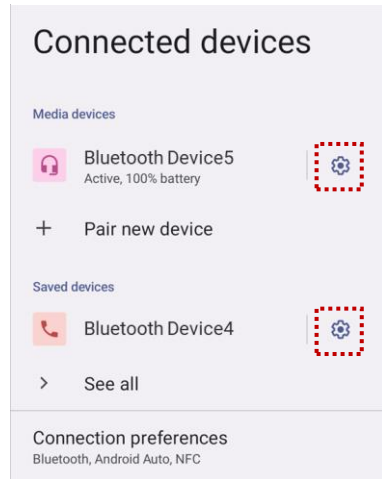 Connected devices
Media devices
Bluetooth Device5
Active, 100% battery
Pair new device
Saved devices
Bluetooth Device4
See all
Connection preferences
Bluetooth, Android Auto, NFC